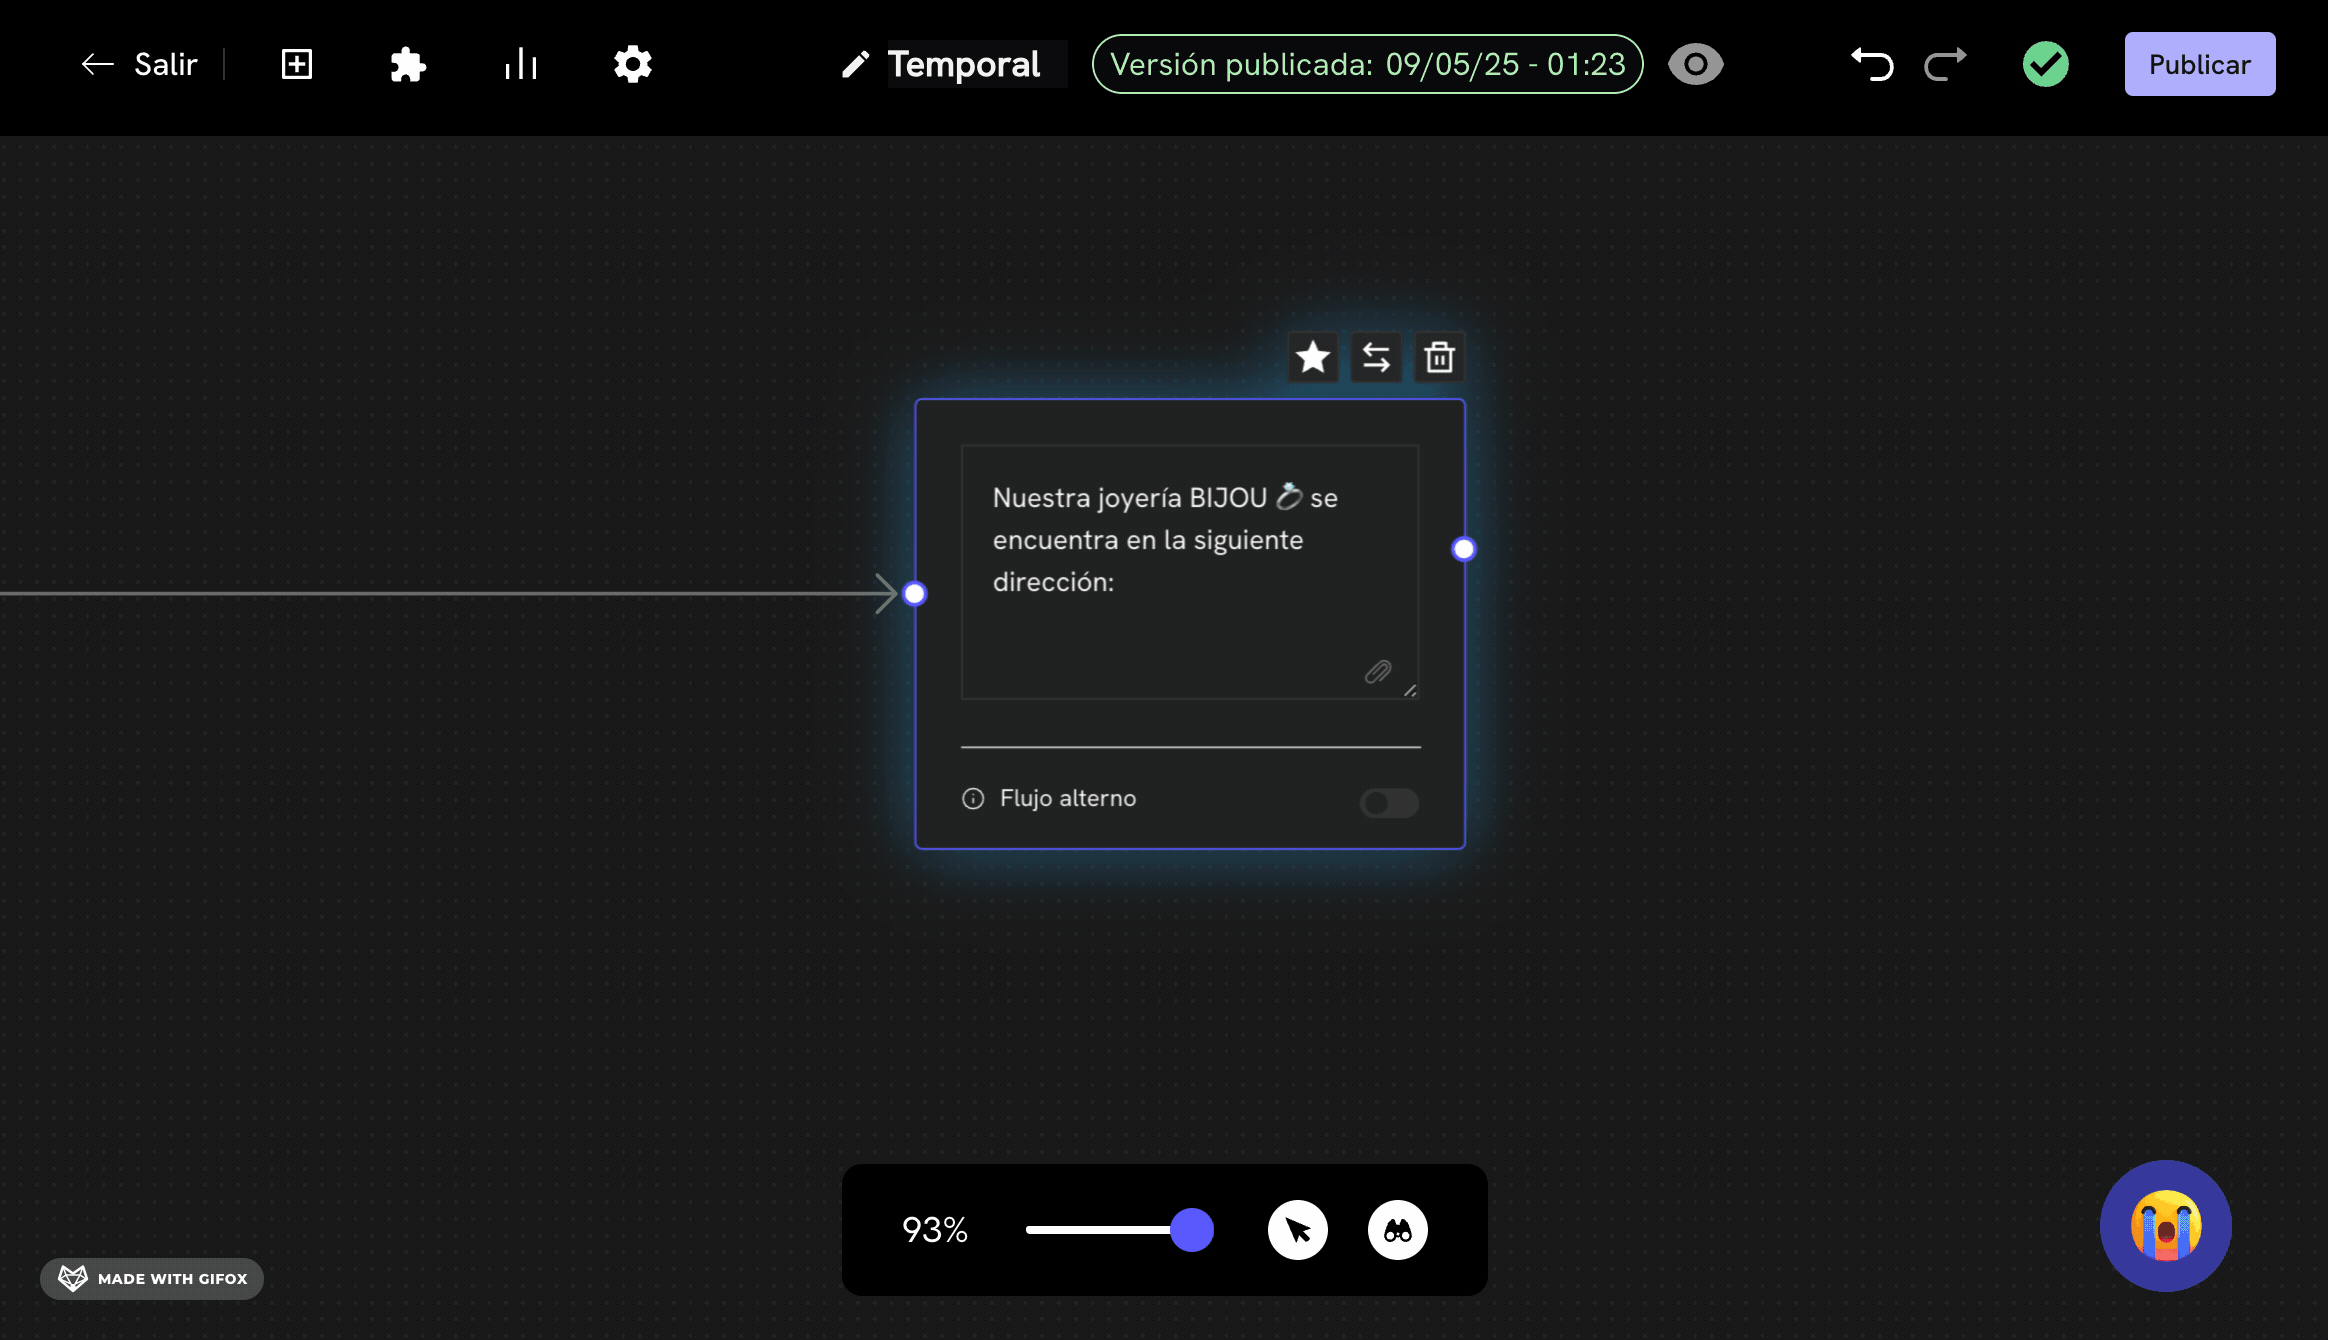 Salir
Temporal
Versión publicada: 09/05/25 - 01:23
Publicar
Nuestra joyería BIJOU 💍 se
encuentra en la siguiente
dirección:
Flujo alterno
93%
MADE WITH GIFOX